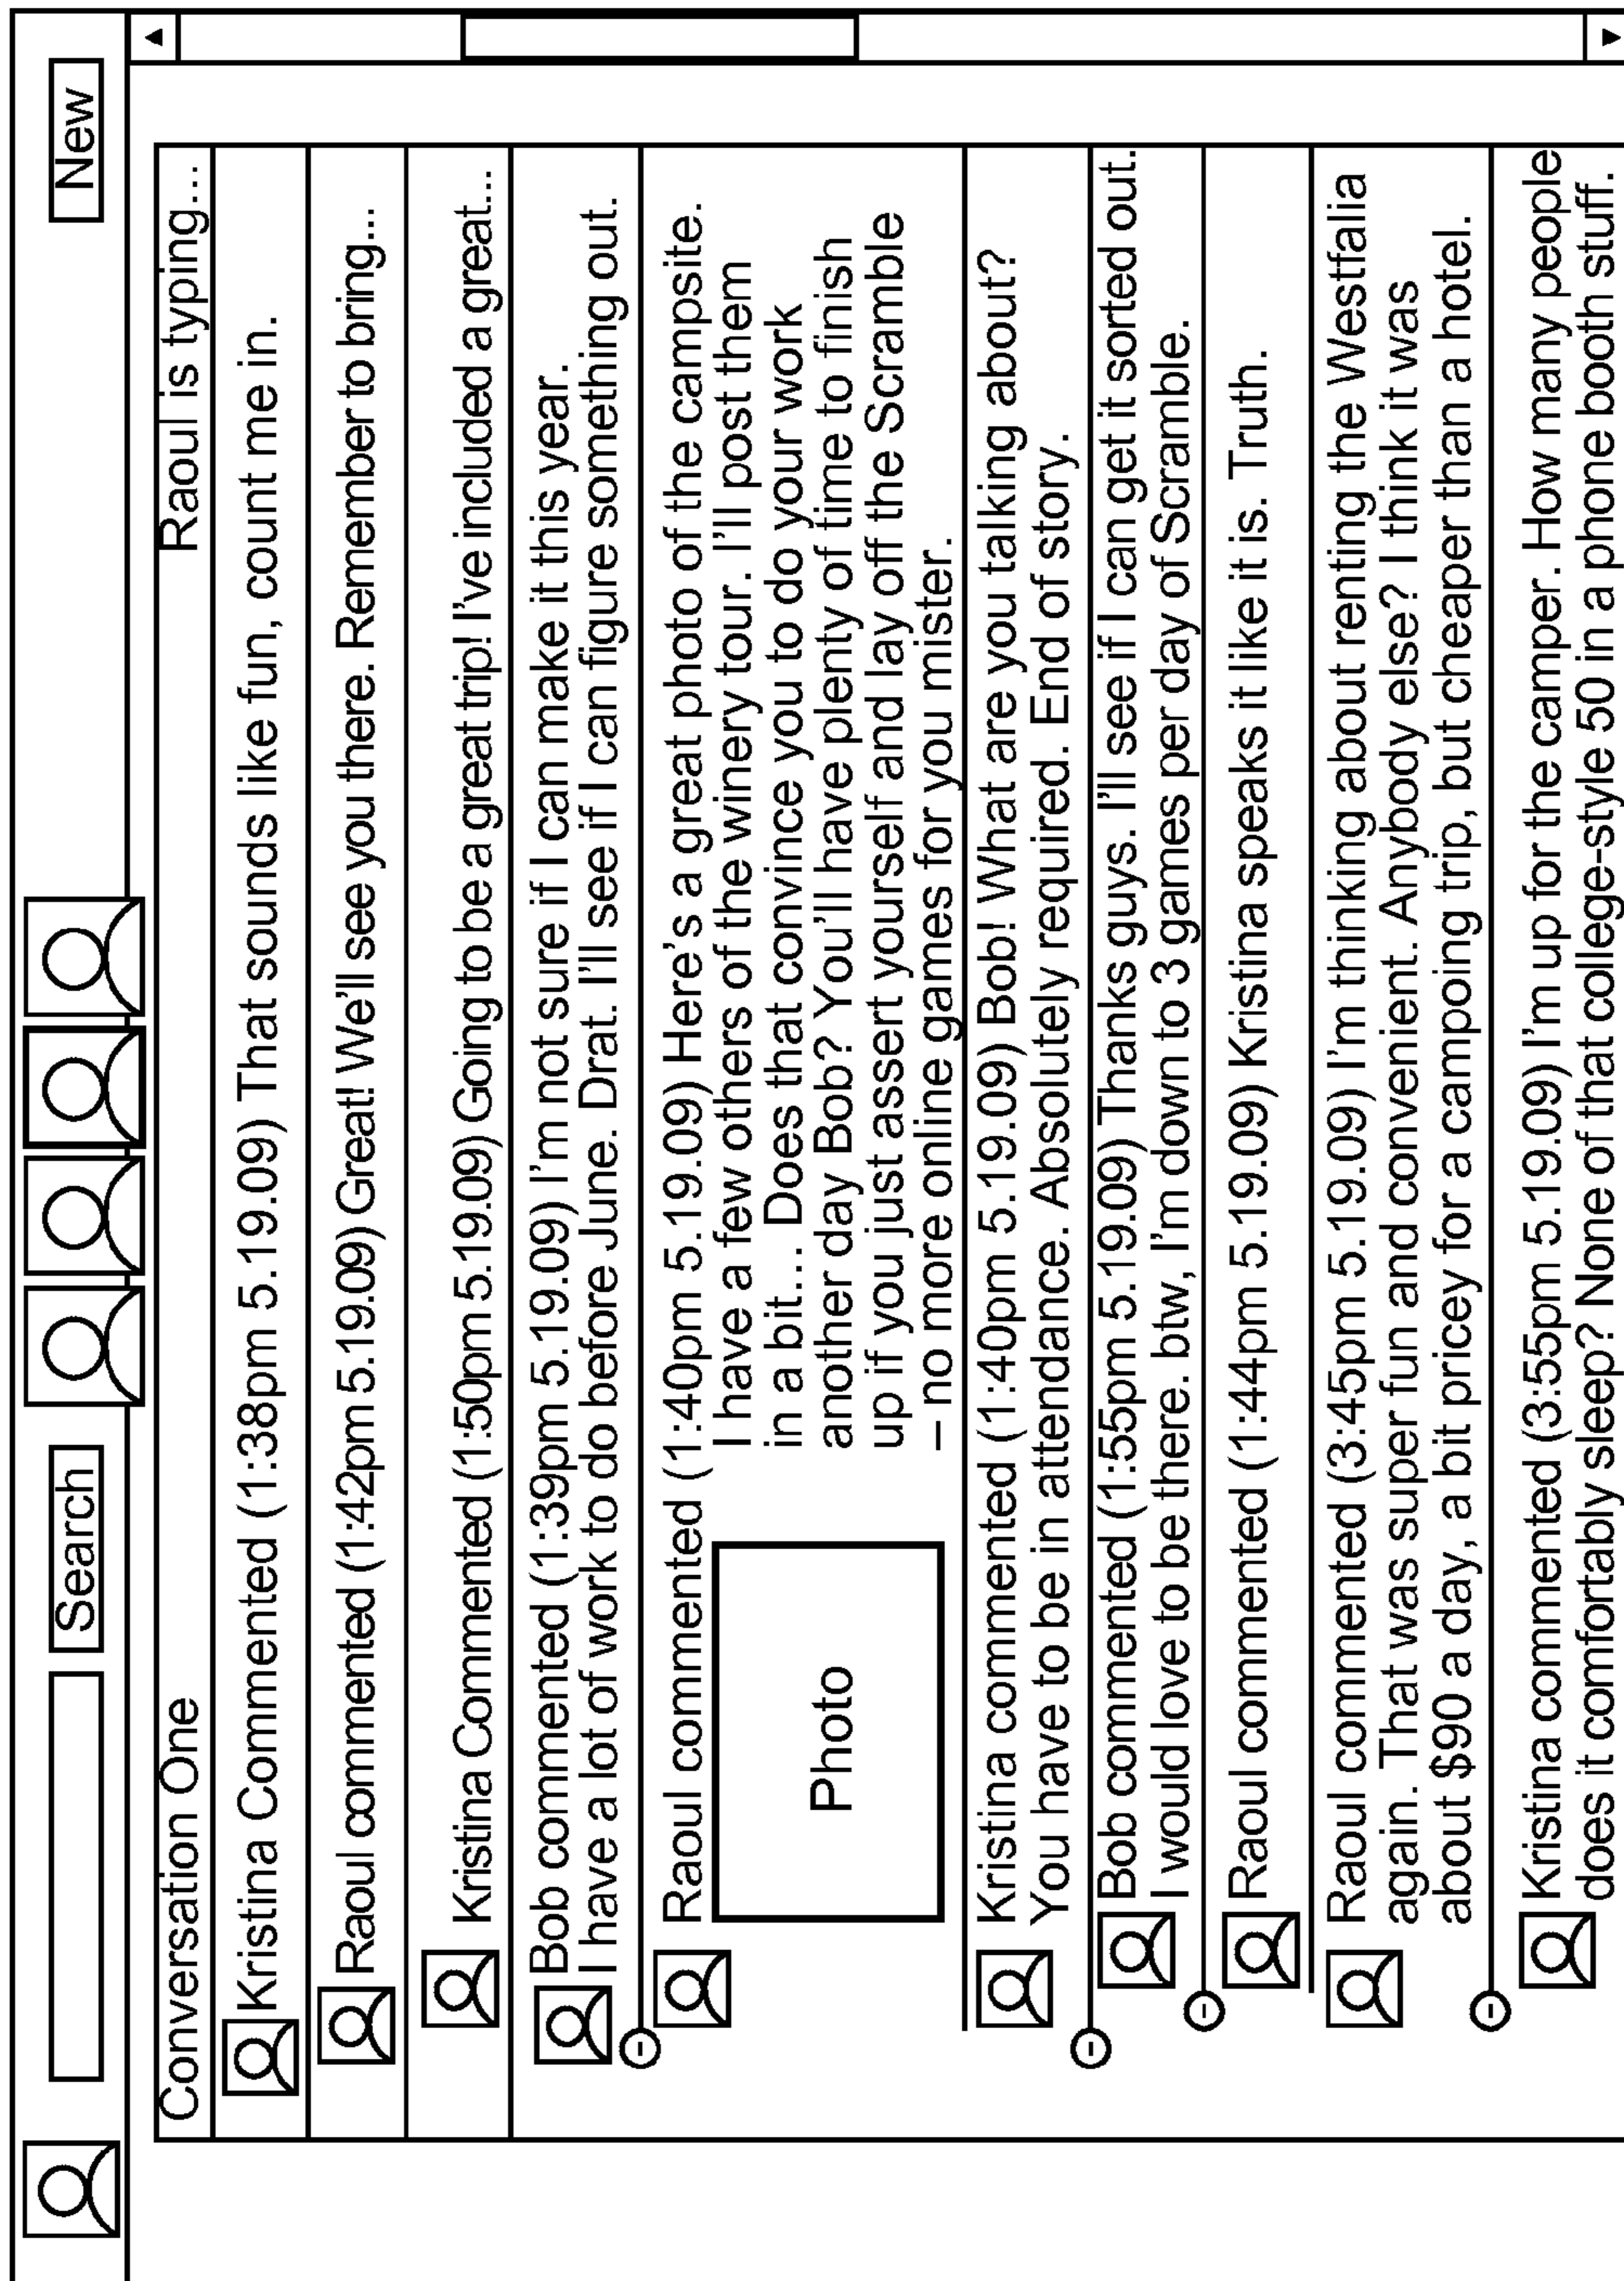 Search
New
Conversation One
Raoul is typing...
Kristina Commented (1:38pm 5.19.09) That sounds like fun, count me in.
Raoul commented (1:42pm 5.19.09) Great! We'll see you there. Remember to bring...
Kristina Commented (1:50pm 5.19.09) Going to be a great trip! I've included a great...
Bob commented (1:39pm 5.19.09) I'm not sure if I can make it this year.
I have a lot of work to do before June. Drat. I'll see if I can figure something out.
Raoul commented (1:40pm 5.19.09) Here's a great photo of the campsite.
I have a few others of the winery tour. I'll post them
in a bit... Does that convince you to do your work
another day Bob? You'll have plenty of time to finish
up if you just assert yourself and lay off the Scramble
– no more online games for you mister.
Photo
Kristina commented (1:40pm 5.19.09) Bob! What are you talking about?
You have to be in attendance. Absolutely required. End of story.
Bob commented (1:55pm 5.19.09) Thanks guys. I'll see if I can get it sorted out.
I would love to be there. btw, I'm down to 3 games per day of Scramble.
Raoul commented (1:44pm 5.19.09) Kristina speaks it like it is. Truth.
Raoul commented (3:45pm 5.19.09) I'm thinking about renting the Westfalia
again. That was super fun and convenient. Anybody else? I think it was
about $90 a day, a bit pricey for a campoing trip, but cheaper than a hotel.
Kristina commented (3:55pm 5.19.09) I'm up for the camper. How many people
does it comfortably sleep? None of that college-style 50 in a phone booth stuff.